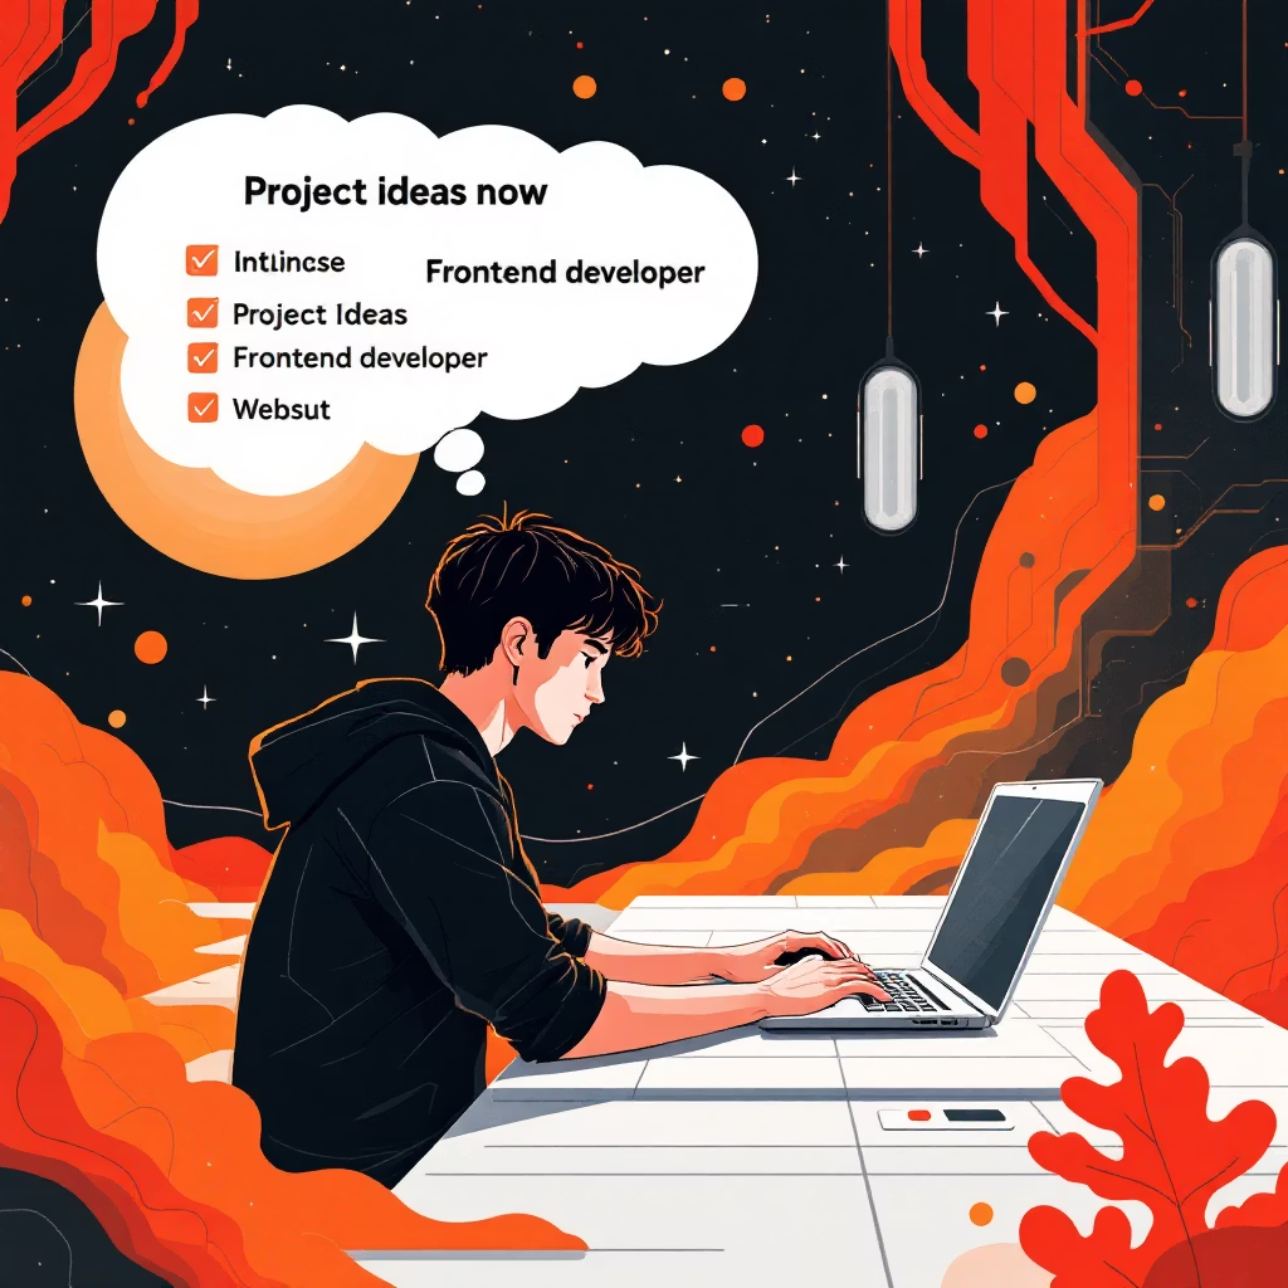 Project ideas now
Intlincse
Frontend developer
Project Ideas
Frontend developer
Websut